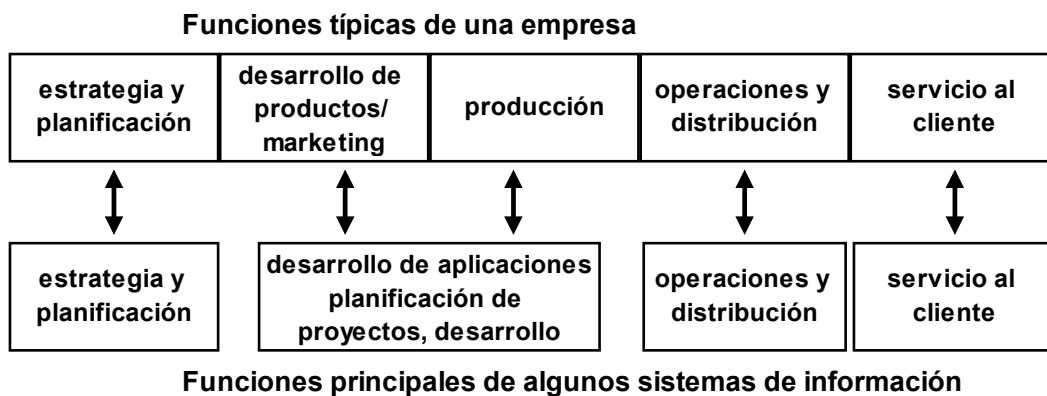 Funciones típicas de una empresa
estrategia y
planificación
desarrollo de
productos/
marketing
producción
operaciones y
distribución
servicio al
cliente
estrategia y
planificación
desarrollo de aplicaciones
planificación de
proyectos, desarrollo
operaciones y
distribución
servicio al
cliente
Funciones principales de algunos sistemas de información